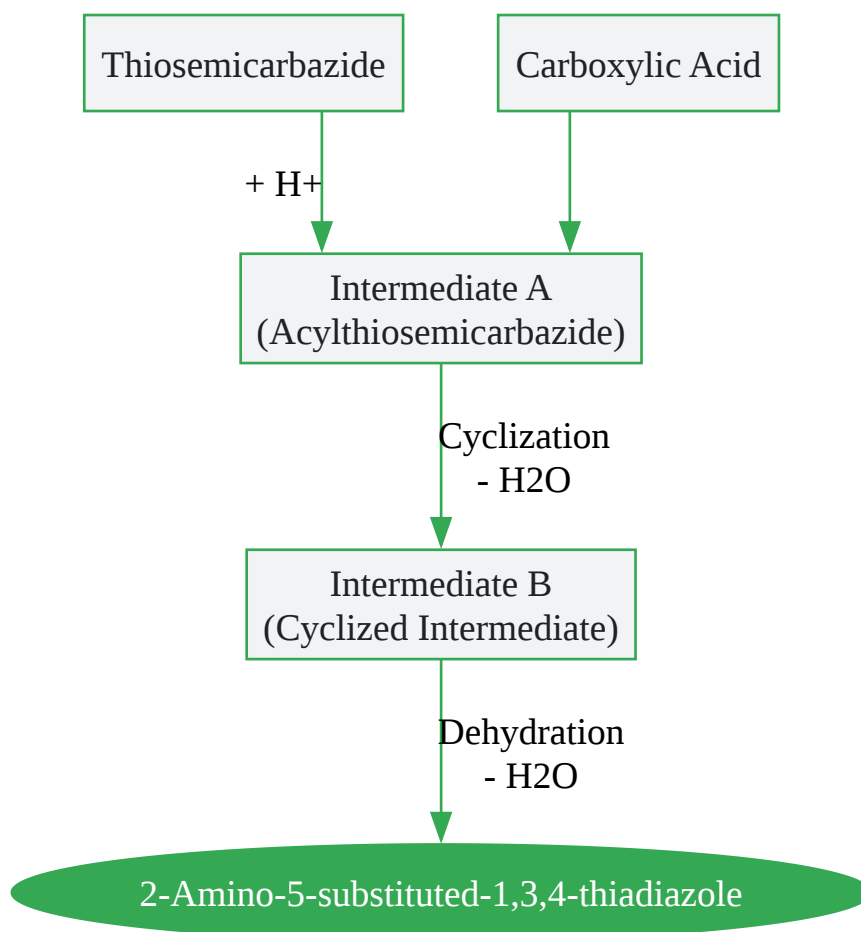 Thiosemicarbazide
Carboxylic Acid
+ H+
Intermediate A
(Acylthiosemicarbazide)
Cyclization
- H2O
Intermediate B
(Cyclized Intermediate)
Dehydration
- H2O
2-Amino-5-substituted-1,3,4-thiadiazole